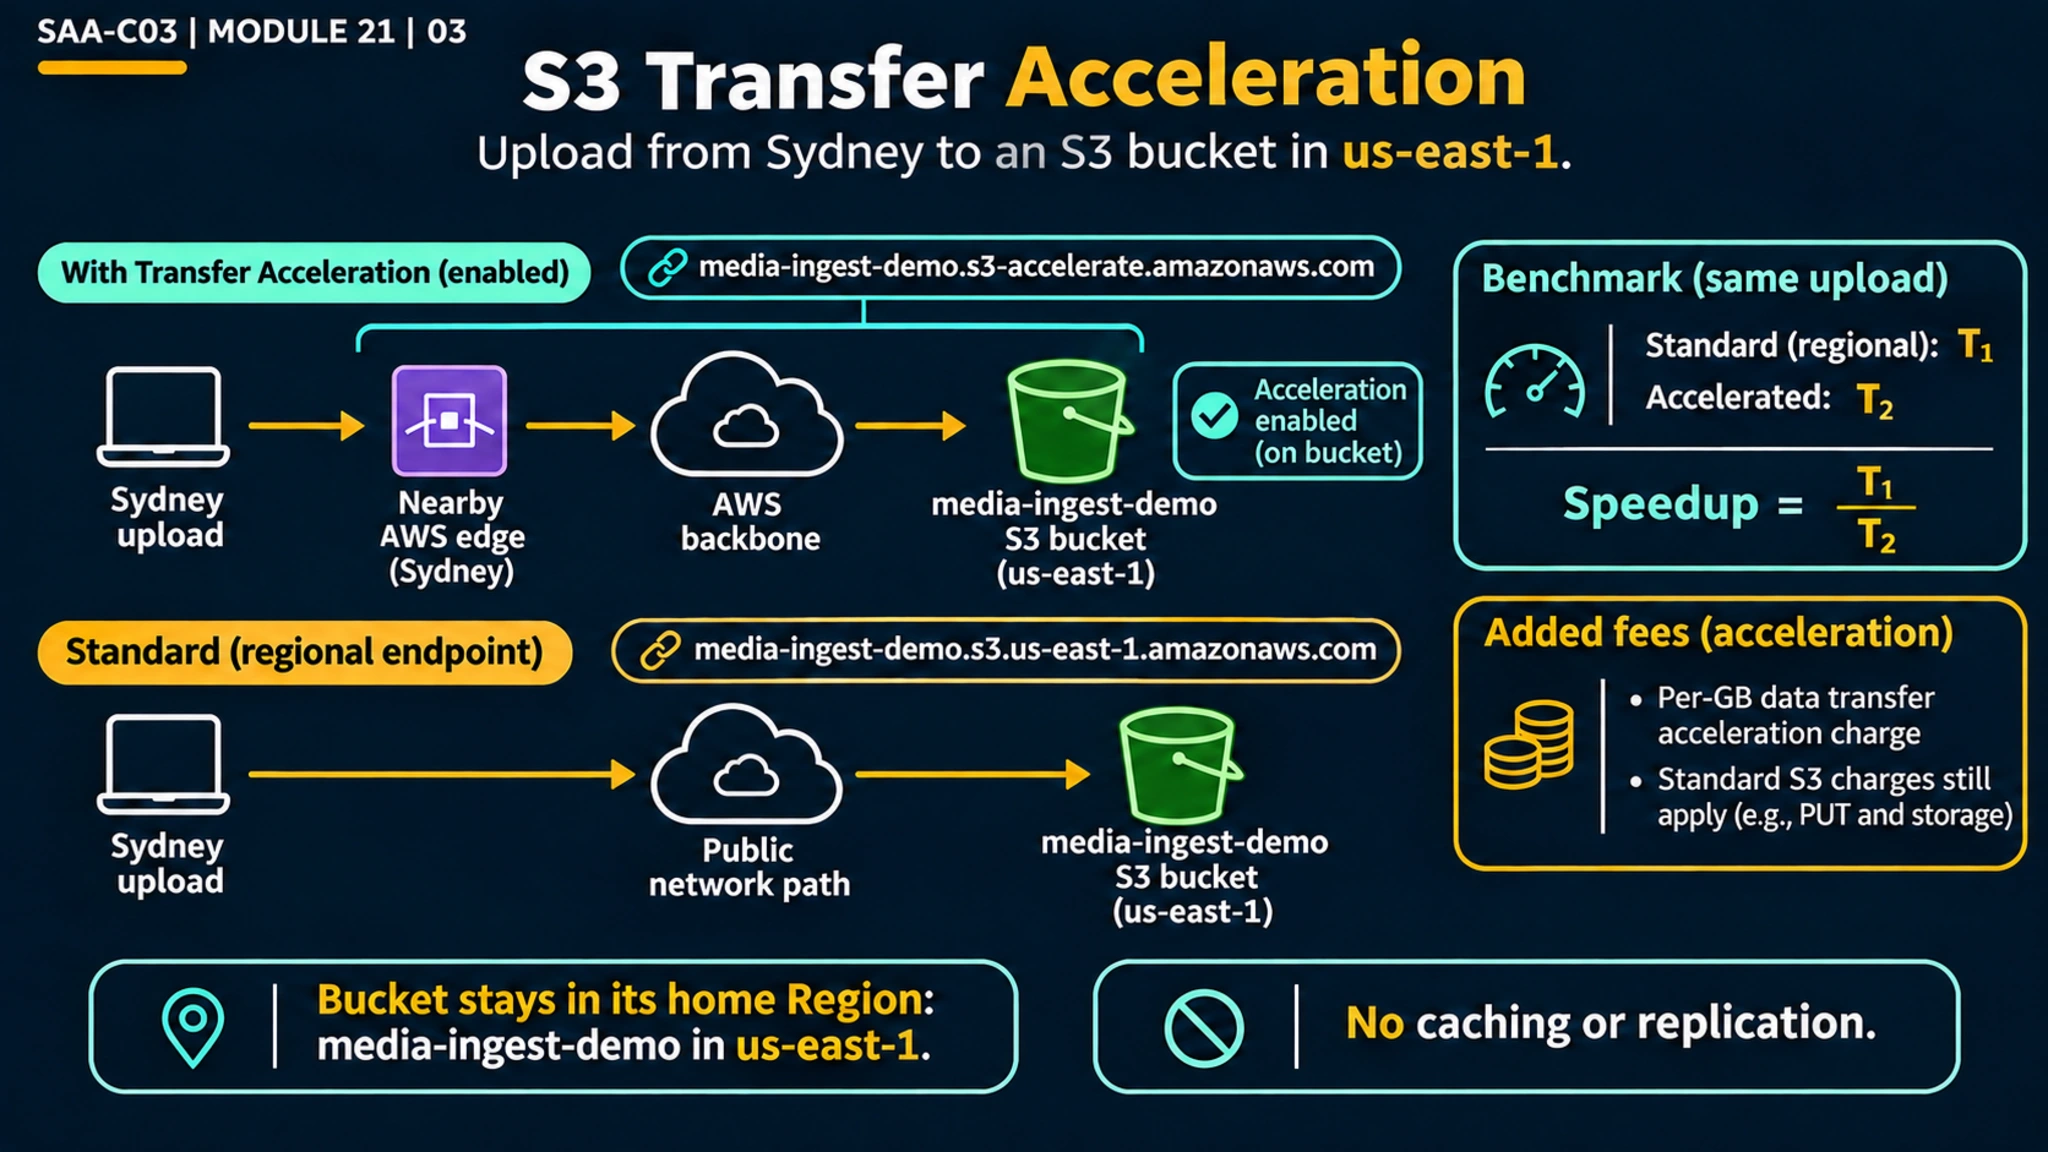 SAA-C03 | MODULE 21 | 03
S3 Transfer Acceleration
Upload from Sydney to an S3 bucket in us-east-1.
With Transfer Acceleration (enabled)
media-ingest-demo.s3-accelerate.amazonaws.com
Sydney
upload
Nearby
AWS edge
(Sydney)
AWS
backbone
media-ingest-demo
S3 bucket
(us-east-1)
Acceleration
enabled
(on bucket)
Standard (regional endpoint)
media-ingest-demo.s3.us-east-1.amazonaws.com
Sydney
upload
Public
network path
media-ingest-demo
S3 bucket
(us-east-1)
Benchmark (same upload)
Standard (regional): T₁
Accelerated: T₂
Speedup = T₁ / T₂
Added fees (acceleration)
• Per-GB data transfer
acceleration charge
• Standard S3 charges still
apply (e.g., PUT and storage)
Bucket stays in its home Region:
media-ingest-demo in us-east-1.
No caching or replication.